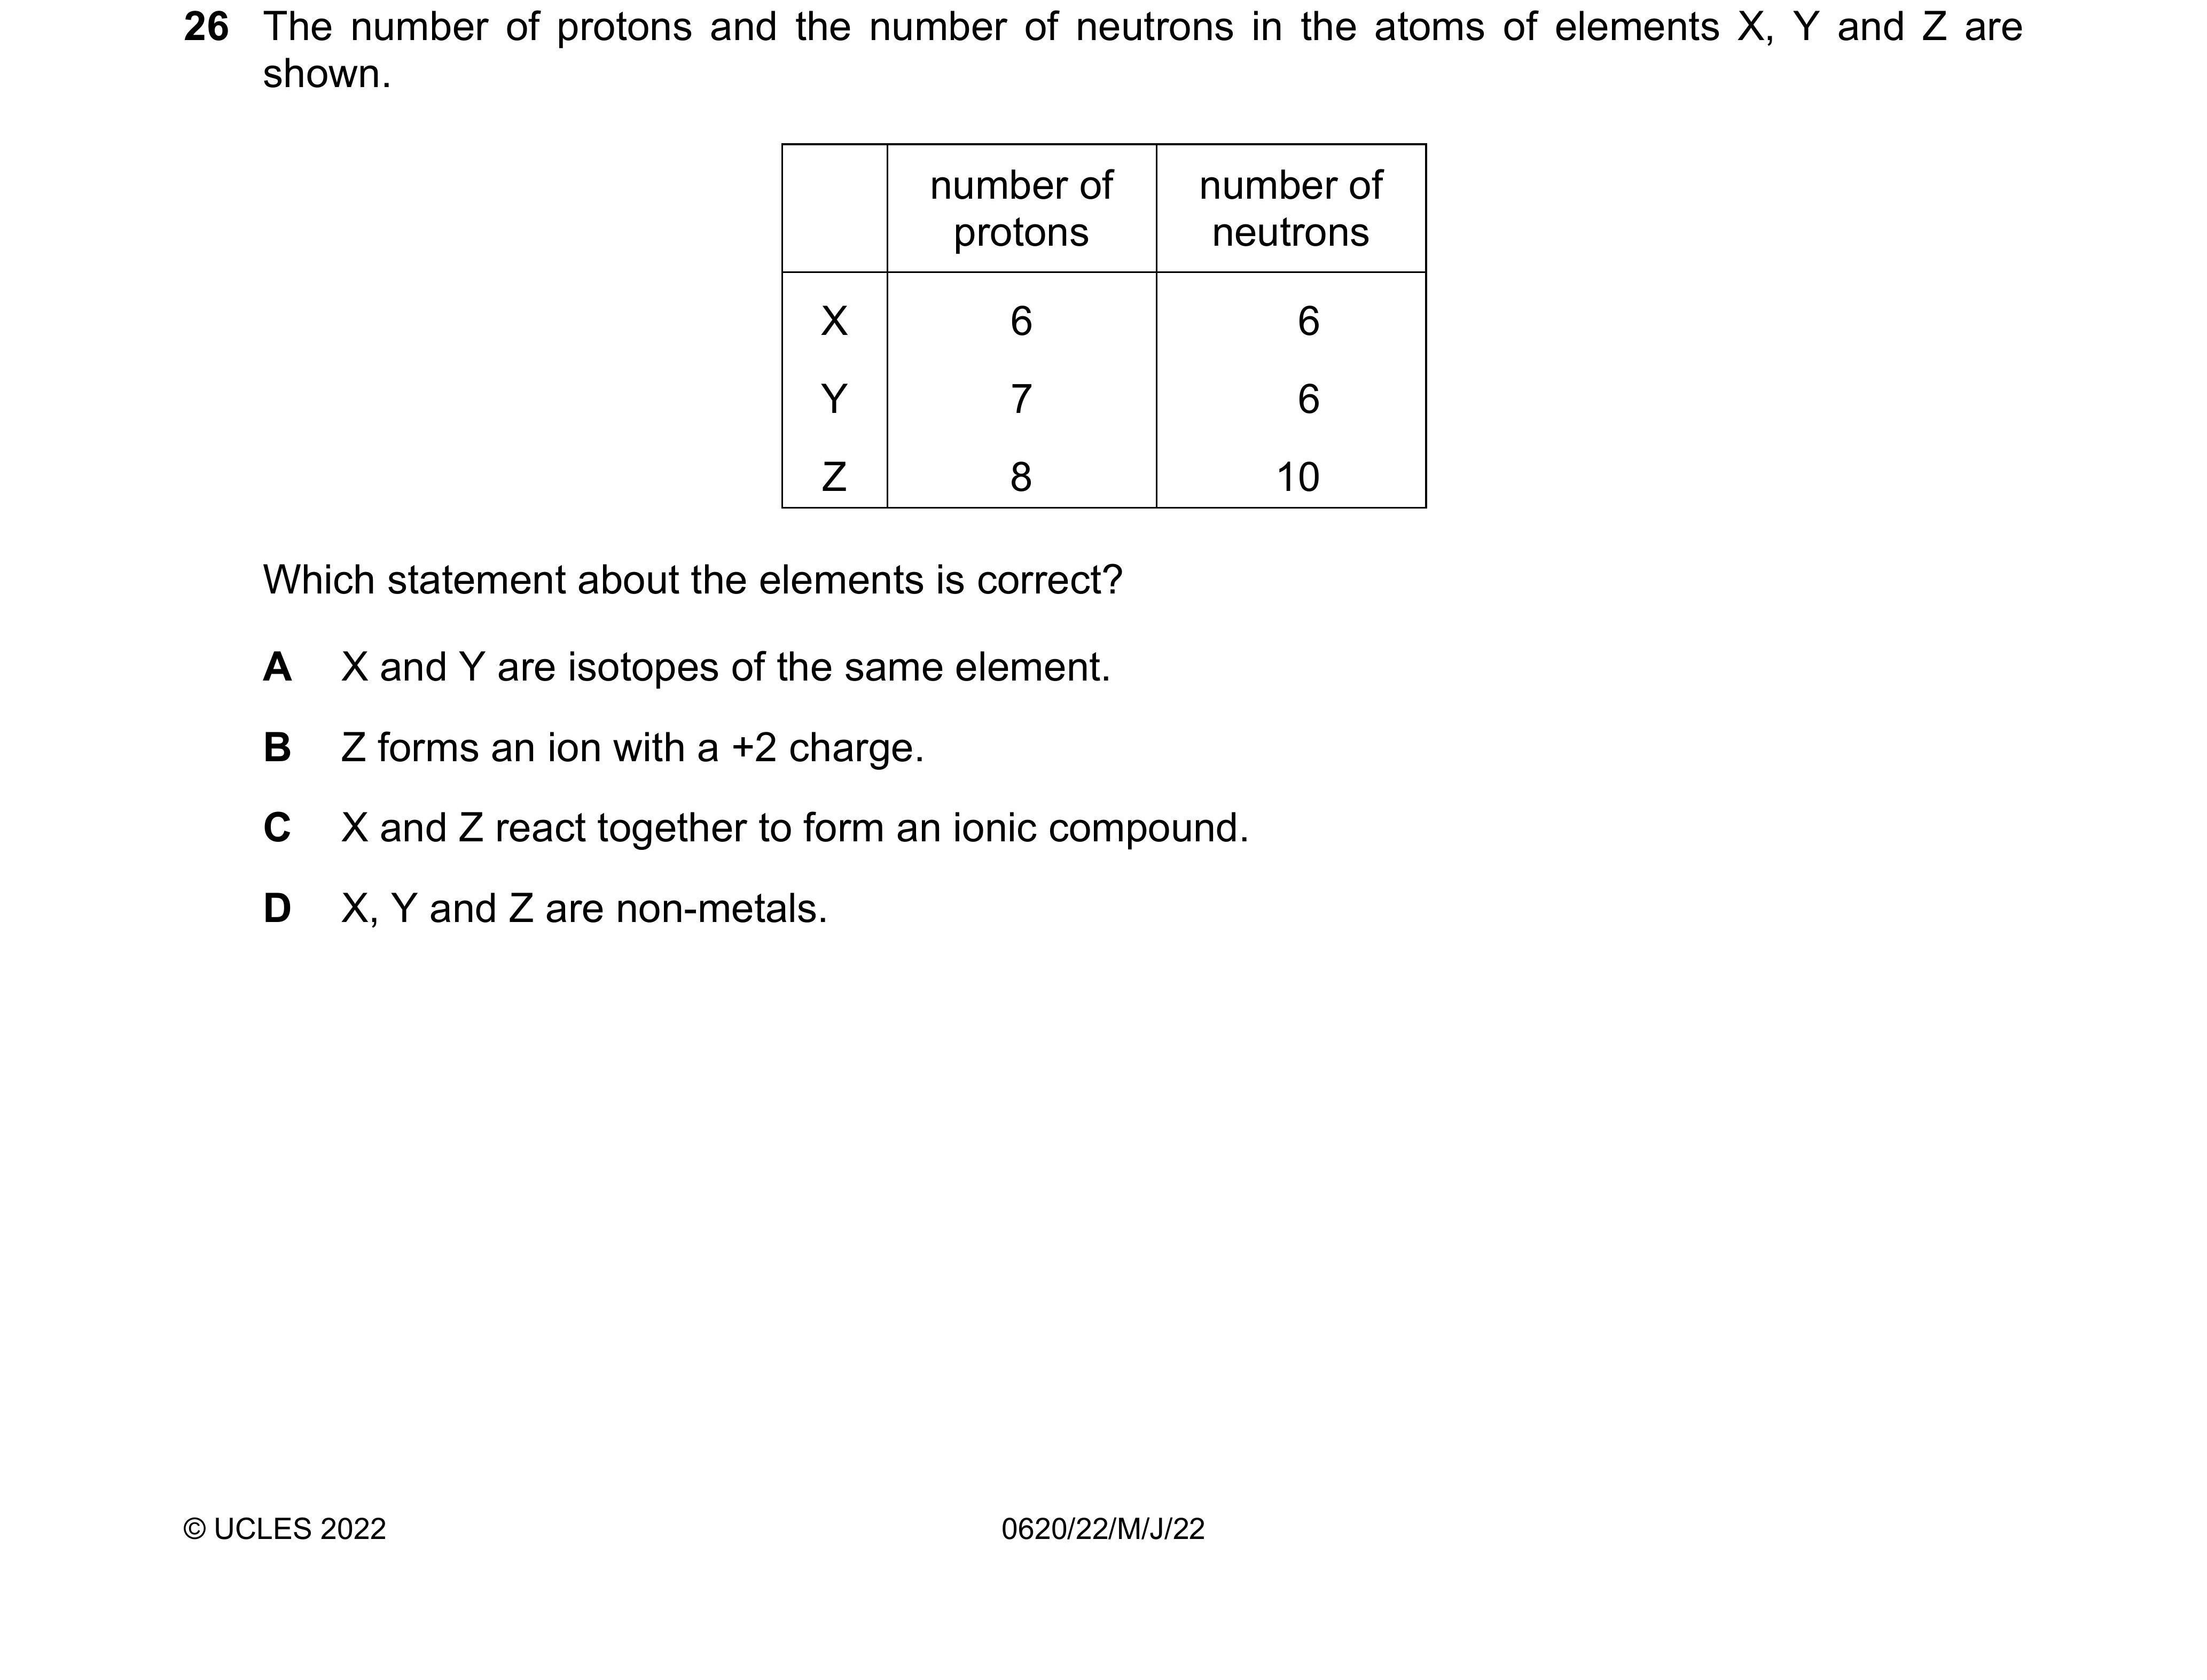 26 The number of protons and the number of neutrons in the atoms of elements X, Y and Z are
shown.
number of protons number of neutrons
X 6 6
Y 7 6
Z 8 10
Which statement about the elements is correct?
A X and Y are isotopes of the same element.
B Z forms an ion with a +2 charge.
C X and Z react together to form an ionic compound.
D X, Y and Z are non-metals.
© UCLES 2022 0620/22/M/J/22